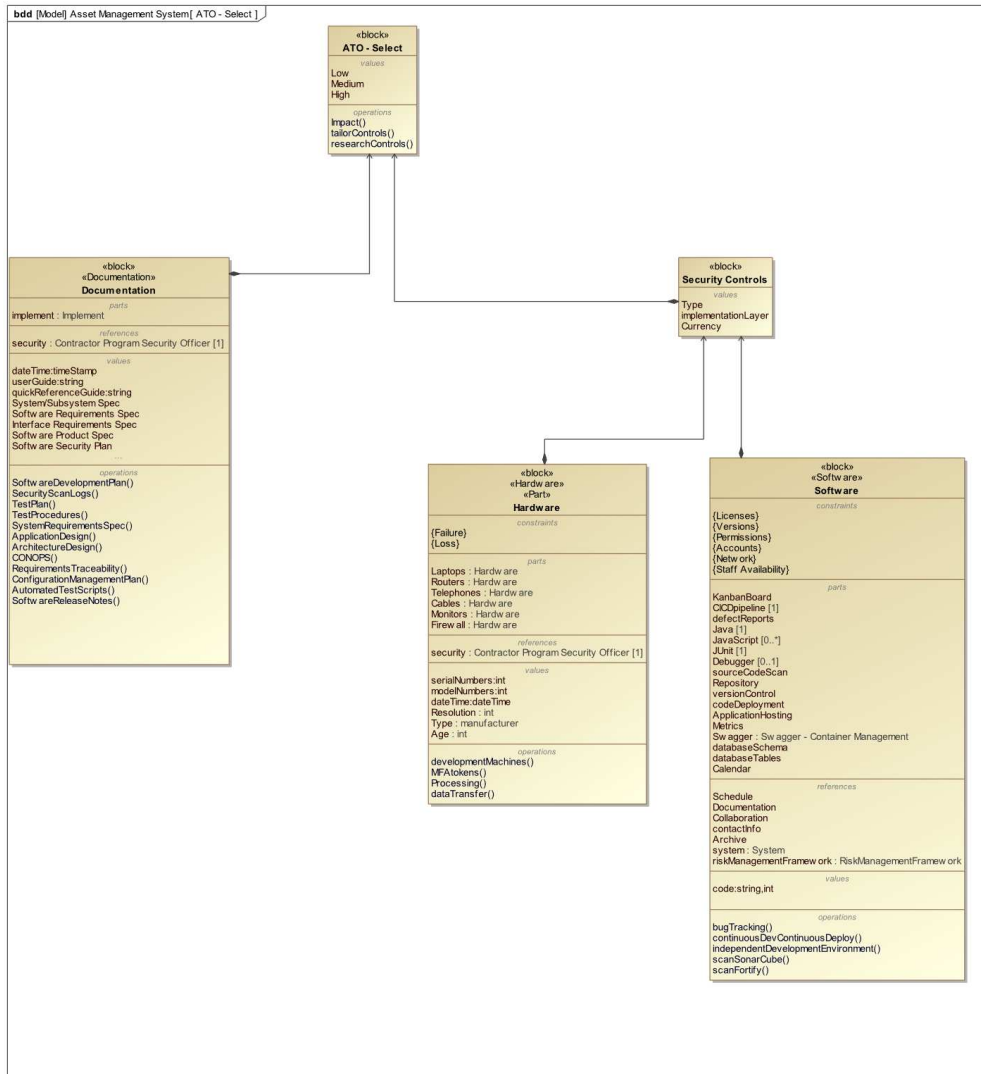 bdd [Model] Asset Management System[ ATO - Select ]
«block»
ATO - Select
values
Low
Medium
High
operations
Impact()
tailorControls()
researchControls()
«block»
«Documentation»
Documentation
parts
implement : Implement
references
security : Contractor Program Security Officer [1]
values
dateTime:timeStamp
userGuide:string
quickReferenceGuide:string
System/Subsystem Spec
Software Requirements Spec
Interface Requirements Spec
Software Product Spec
Software Security Plan
...
operations
SoftwareDevelopmentPlan()
SecurityScanLogs()
TestPlan()
TestProcedures()
SystemRequirementsSpec()
ApplicationDesign()
ArchitectureDesign()
CONOPS()
RequirementsTraceability()
ConfigurationManagementPlan()
AutomatedTestScripts()
SoftwareReleaseNotes()
«block»
Security Controls
values
Type
implementationLayer
Currency
«block»
«Hardware»
«Part»
Hardware
constraints
{Failure}
{Loss}
parts
Laptops : Hardware
Routers : Hardware
Telephones : Hardware
Cables : Hardware
Monitors : Hardware
Firewall : Hardware
references
security : Contractor Program Security Officer [1]
values
serialNumbers:int
modelNumbers:int
dateTime:dateTime
Resolution : int
Type : manufacturer
Age : int
operations
developmentMachines()
MFAtokens()
Processing()
dataTransfer()
«block»
«Software»
Software
constraints
{Licenses}
{Versions}
{Permissions}
{Accounts}
{Network}
{Staff Availability}
parts
KanbanBoard
CICDpipeline [1]
defectReports
Java [1]
JavaScript [0..*]
JUnit [1]
Debugger [0..1]
sourceCodeScan
Repository
versionControl
codeDeployment
ApplicationHosting
Metrics
Swagger : Swagger - Container Management
databaseSchema
databaseTables
Calendar
references
Schedule
Documentation
Collaboration
contactInfo
Archive
system : System
riskManagementFramework : RiskManagementFramework
values
code:string,int
operations
bugTracking()
continuousDevContinuousDeploy()
independentDevelopmentEnvironment()
scanSonarCube()
scanFortify()